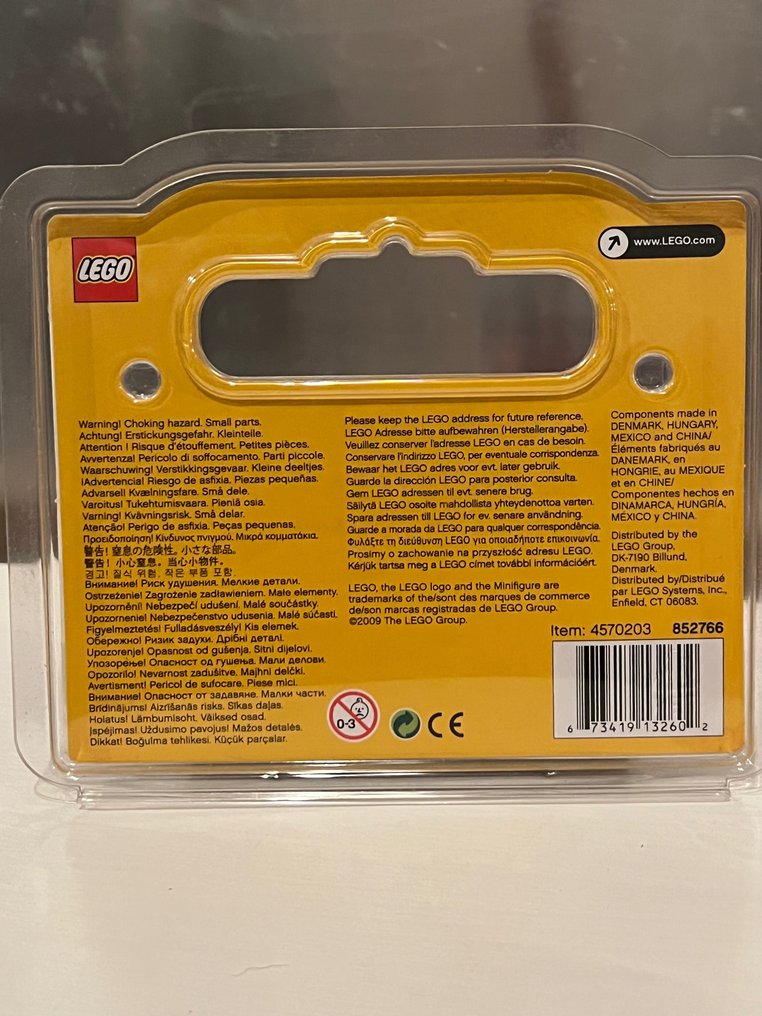 LEGO
www.LEGO.com
Warning! Choking hazard. Small parts.
Achtung! Erstickungsgefahr. Kleinteile.
Attention ! Risque d'étouffement. Petites pièces.
Avvertenza! Pericolo di soffocamento. Parti piccole.
Waarschuwing! Verstikkingsgevaar. Kleine deeltjes.
¡Advertencia! Riesgo de asfixia. Piezas pequeñas.
Advarsel! Kvælningsfare. Små dele.
Varoitus! Tukehtumisvaara. Pieniä osia.
Varning! Kvävningsrisk. Små delar.
Atenção! Perigo de asfixia. Peças pequenas.
Προειδοποίηση! Κίνδυνος πνιγμού. Μικρά κομματάκια.
警告! 窒息の危険性。小さな部品。
警告! 小心窒息。当心小物件。
경고! 질식 위험. 작은 부품 포함
Внимание! Риск удушения. Мелкие детали.
Ostrzeżenie! Zagrożenie zadławieniem. Małe elementy.
Upozornění! Nebezpečí udušení. Malé součástky.
Upozornenie! Nebezpečenstvo udusenia. Malé súčasti.
Figyelmeztetés! Fulladásveszély! Kis elemek.
Обережно! Ризик задухи. Дрібні деталі.
Upozorenje! Opasnost od gušenja. Sitni dijelovi.
Упозорење! Опасност од гушења. Мали делови.
Opozorilo! Nevarnost zadušitve. Majhni delčki.
Avertisment! Pericol de sufocare. Piese mici.
Внимание! Опасност от задавяне. Малки части.
Brīdinājums! Aizrīšanās risks. Sīkas daļas.
Hoiatus! Lämbumisoht. Väiksed osad.
Įspėjimas! Uždusimo pavojus! Mažos detalės.
Dikkat! Boğulma tehlikesi. Küçük parçalar.
Please keep the LEGO address for future reference.
LEGO Adresse bitte aufbewahren (Herstellerangabe).
Veuillez conserver l'adresse LEGO en cas de besoin.
Conservare l'indirizzo LEGO, per eventuale corrispondenza.
Bewaar het LEGO adres voor evt. later gebruik.
Guarde la dirección LEGO para posterior consulta.
Gem LEGO adressen til evt. senere brug.
Säilytä LEGO osoite mahdollista yhteydenottoa varten.
Spara adressen till LEGO för ev. senare användning.
Guarde a morada da LEGO para qualquer correspondência.
Φυλάξτε τη διεύθυνση LEGO για οποιαδήποτε επικοινωνία.
Prosimy o zachowanie na przyszłość adresu LEGO.
Kérjük tartsa meg a LEGO címet további információért.
LEGO, the LEGO logo and the Minifigure are
trademarks of the/sont des marques de commerce
de/son marcas registradas de LEGO Group.
©2009 The LEGO Group.
Components made in
DENMARK, HUNGARY,
MEXICO and CHINA/
Éléments fabriqués au
DANEMARK, en
HONGRIE, au MEXIQUE
et en CHINE/
Componentes hechos en
DINAMARCA, HUNGRÍA,
MÉXICO y CHINA.
Distributed by the
LEGO Group,
DK-7190 Billund,
Denmark.
Distributed by/Distribué
par LEGO Systems, Inc.,
Enfield, CT 06083.
Item: 4570203 852766
0-3
CE
6 73419 13260 2